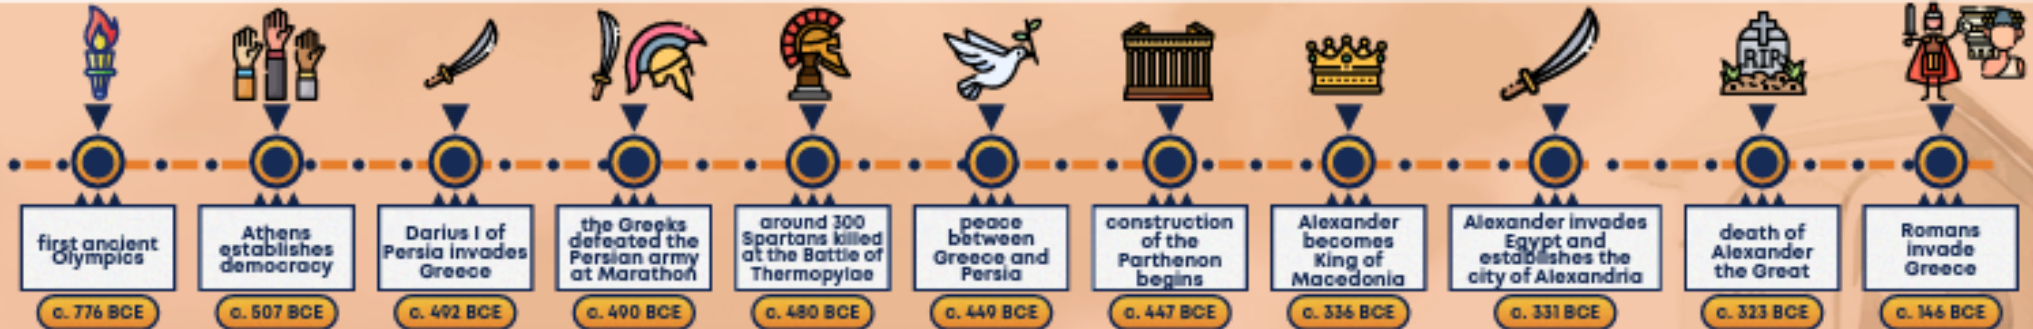 RIP
first ancient
Olympics
c. 776 BCE
Athens
establishes
democracy
c. 507 BCE
Darius I of
Persia invades
Greece
c. 492 BCE
the Greeks
defeated the
Persian army
at Marathon
c. 490 BCE
around 300
Spartans killed
at the Battle of
Thermopylae
c. 480 BCE
peace
between
Greece and
Persia
c. 449 BCE
construction
of the
Parthenon
begins
c. 447 BCE
Alexander
becomes
King of
Macedonia
c. 336 BCE
Alexander invades
Egypt and
establishes the
city of Alexandria
c. 331 BCE
death of
Alexander
the Great
c. 323 BCE
Romans
invade
Greece
c. 146 BCE